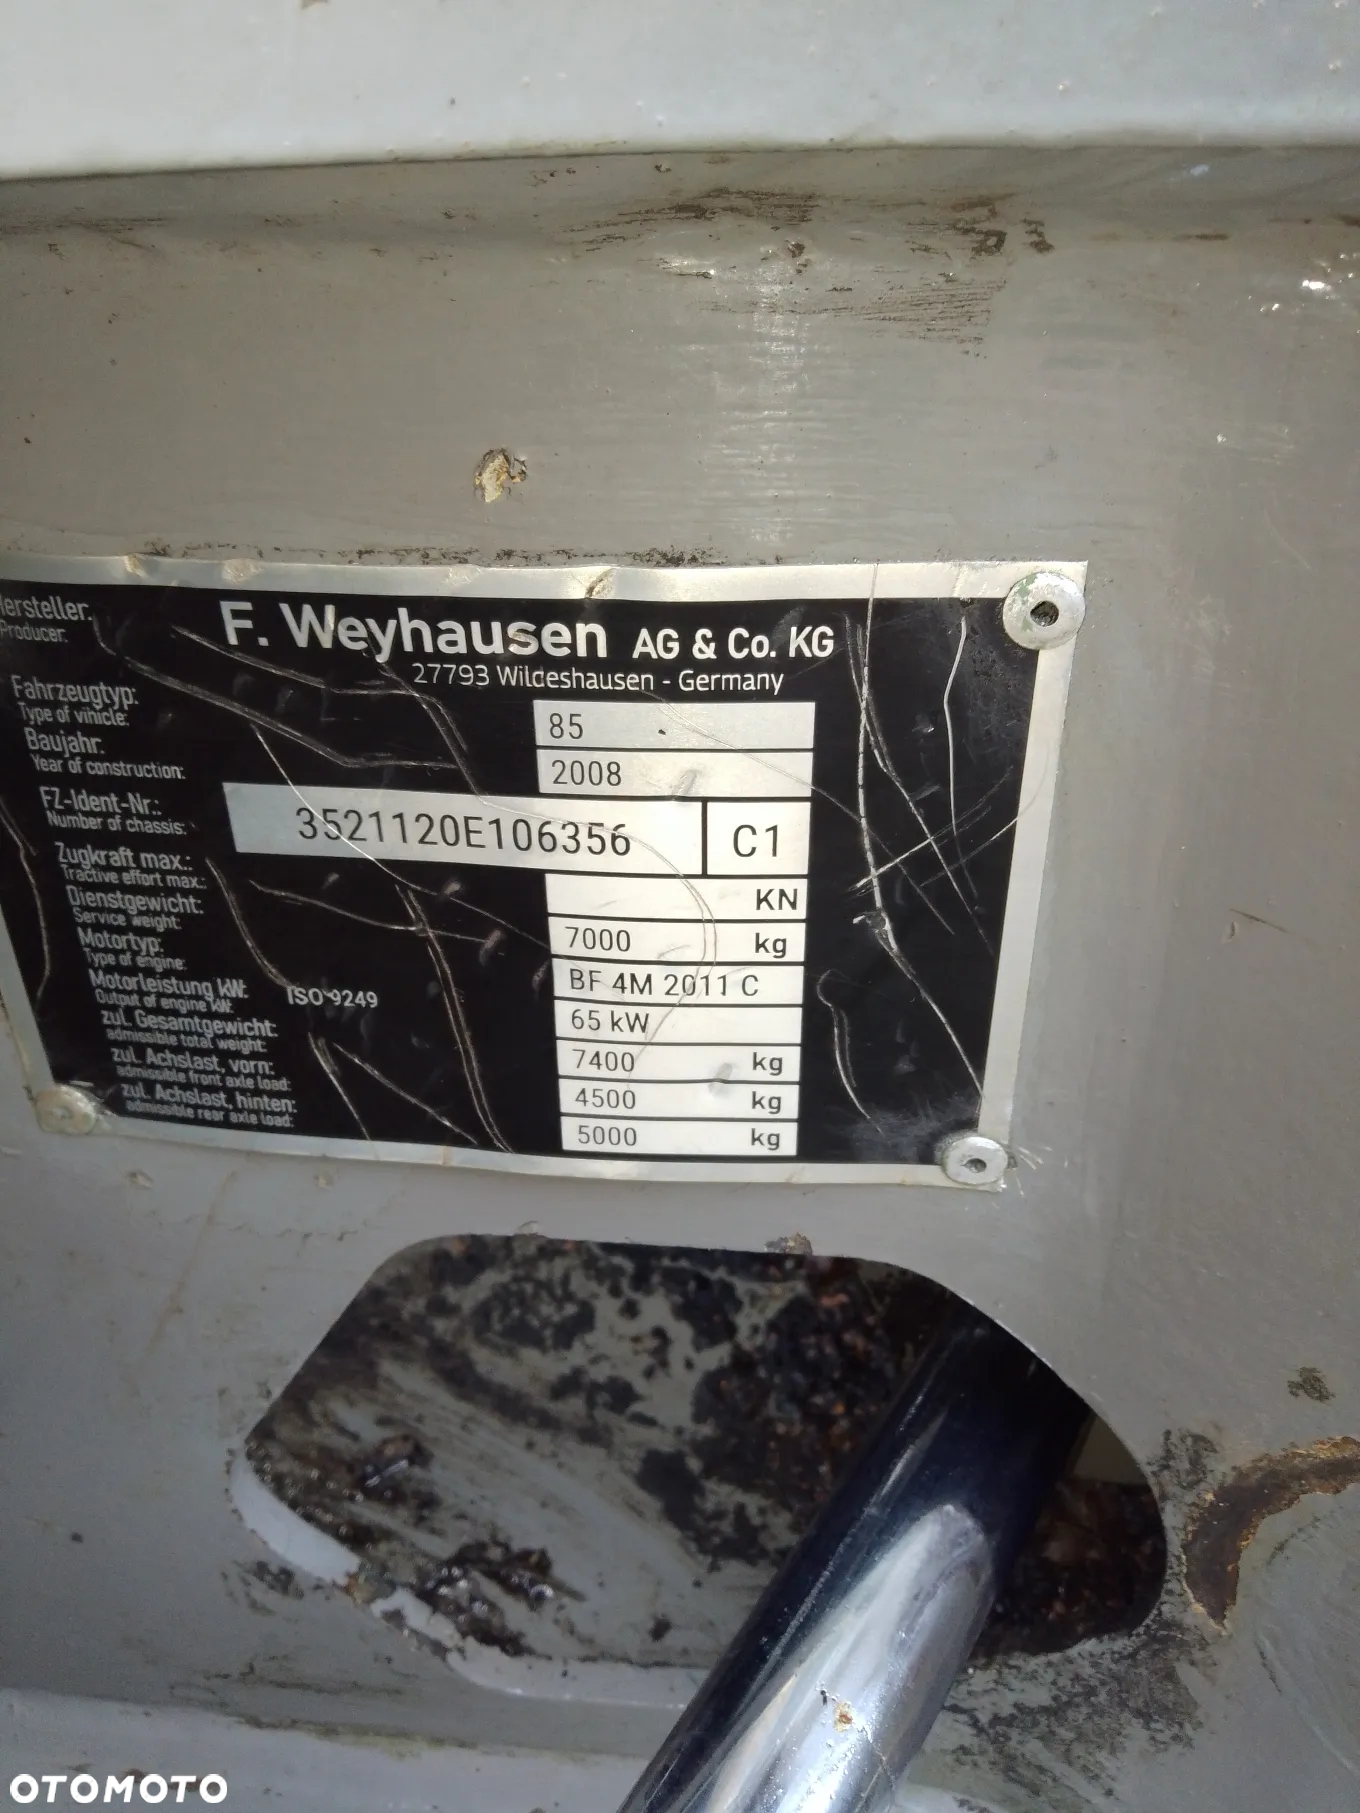 Hersteller:
Producer:
F. Weyhausen AG & Co. KG
27793 Wildeshausen - Germany
Fahrzeugtyp:
Type of vihicle:
85
Baujahr:
Year of construction:
2008
FZ-Ident-Nr.:
Number of chassis:
3521120E106356 C1
Zugkraft max.:
Tractive effort max.:
KN
Dienstgewicht:
Service weight:
7000 kg
Motortyp:
Type of engine:
BF 4M 2011 C
Motorleistung kW:
Output of engine kW:
ISO 9249
65 kW
zul. Gesamtgewicht:
admissible total weight:
7400 kg
zul. Achslast, vorn:
admissible front axle load:
4500 kg
zul. Achslast, hinten:
admissible rear axle load:
5000 kg
OTOMOTO